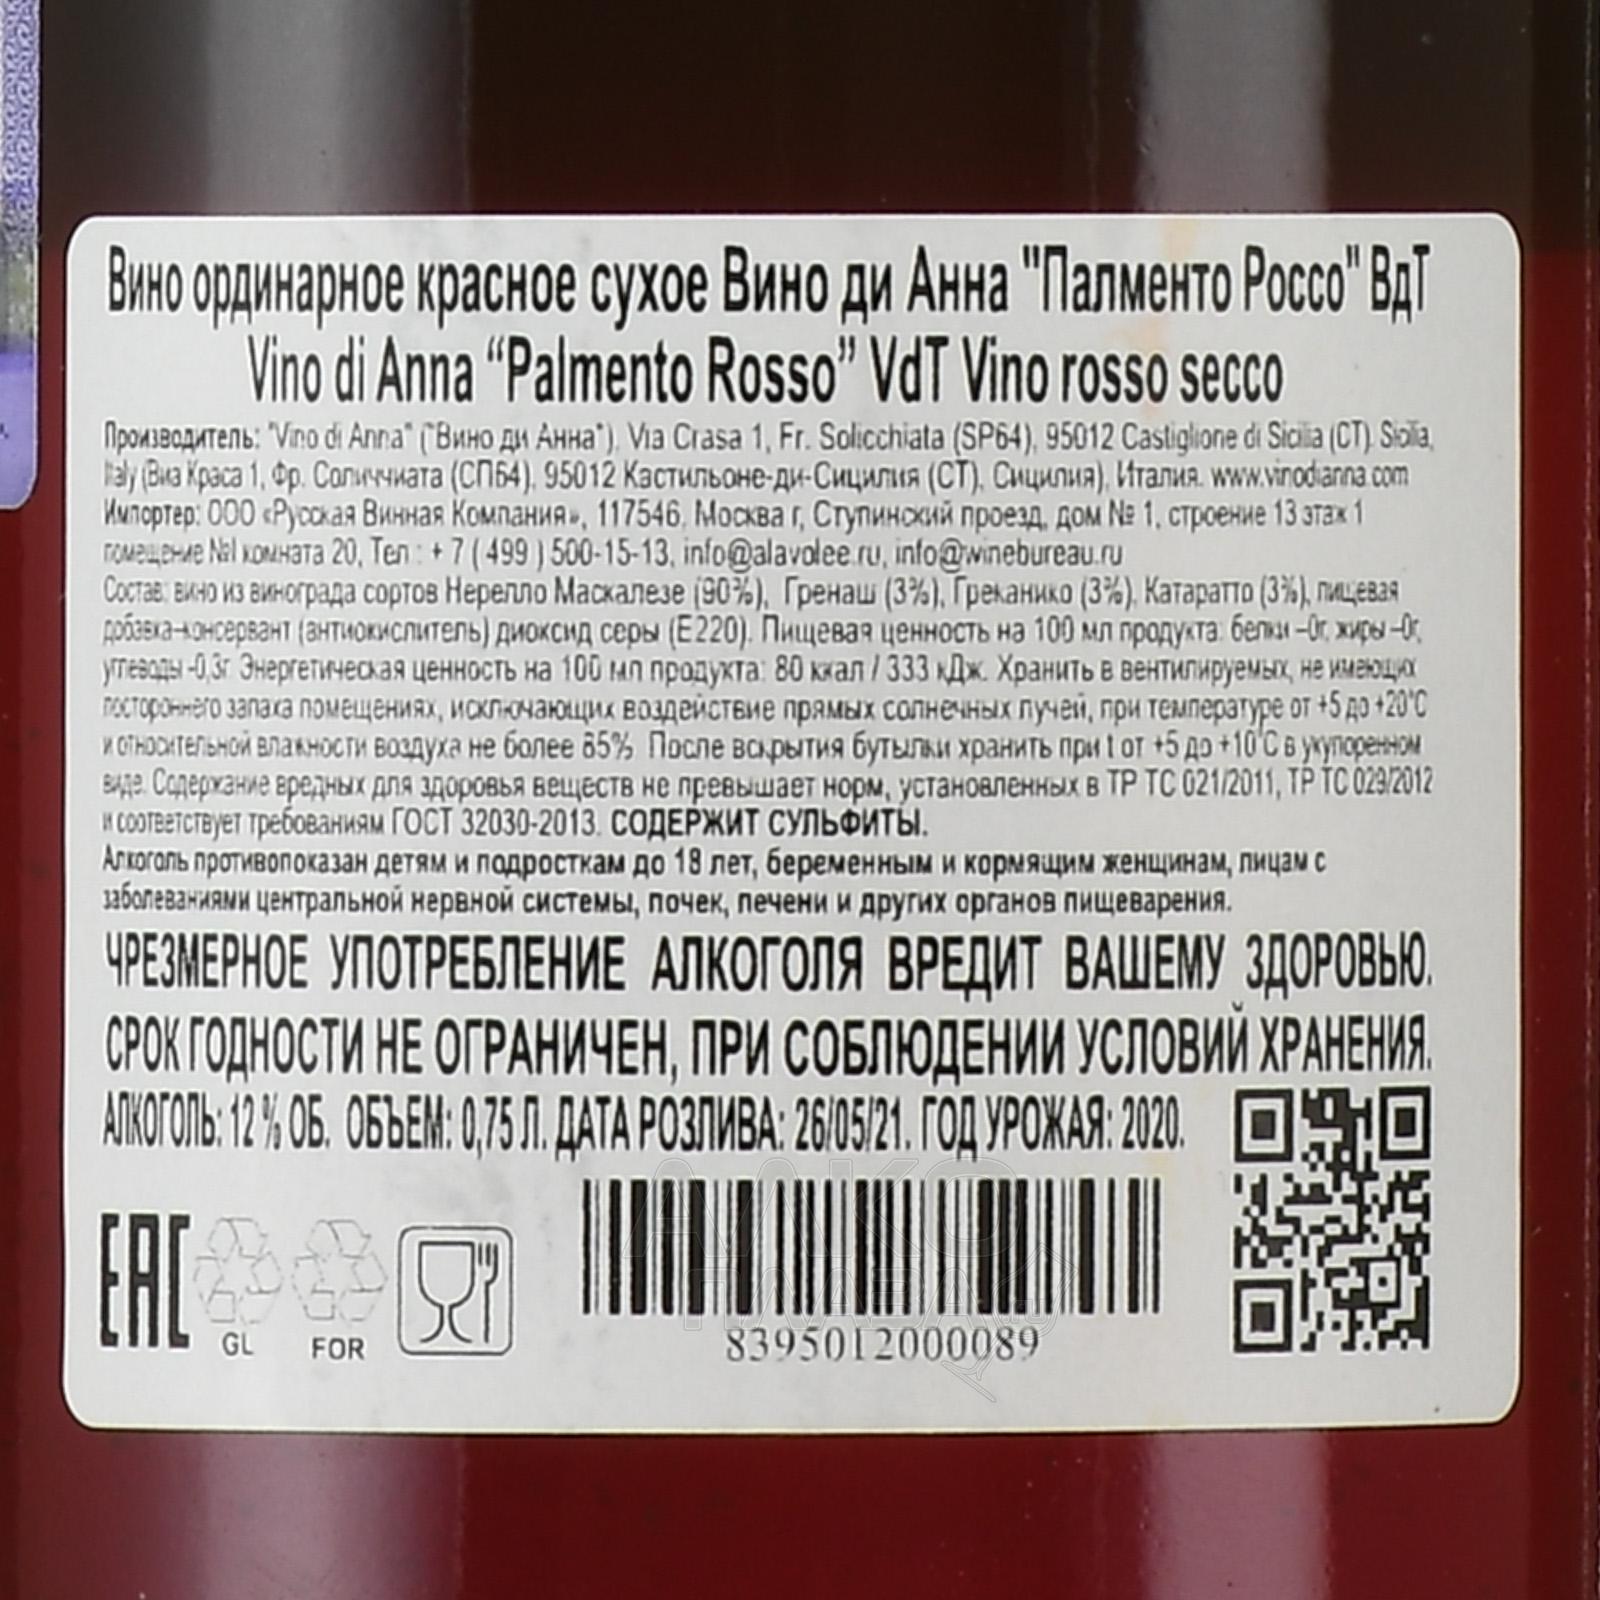 Вино ординарное красное сухое Вино ди Анна "Палменто Россо" ВдТ
Vino di Anna “Palmento Rosso” VdT Vino rosso secco
Производитель: "Vino di Anna" ("Вино ди Анна"), Via Crasa 1, Fr. Solicchiata (SP64), 95012 Castiglione di Sicilia (CT), Sicilia,
Italy (Виа Краса 1, Фр. Соличчиата (СП64), 95012 Кастильоне-ди-Сицилия (СТ), Сицилия), Италия. www.vinodianna.com
Импортер: ООО «Русская Винная Компания», 117546, Москва г, Ступинский проезд, дом № 1, строение 13 этаж 1
помещение №I комната 20, Тел.: + 7 ( 499 ) 500-15-13, info@alavolee.ru, info@winebureau.ru
Состав: вино из винограда сортов Нерелло Маскалезе (90%), Гренаш (3%), Греканико (3%), Катаратто (3%), пищевая
добавка-консервант (антиокислитель) диоксид серы (Е220). Пищевая ценность на 100 мл продукта: белки –0г, жиры –0г,
углеводы -0,3г. Энергетическая ценность на 100 мл продукта: 80 ккал / 333 кДж. Хранить в вентилируемых, не имеющих
постороннего запаха помещениях, исключающих воздействие прямых солнечных лучей, при температуре от +5 до +20°С
и относительной влажности воздуха не более 85%. После вскрытия бутылки хранить при t от +5 до +10°С в укупоренном
виде. Содержание вредных для здоровья веществ не превышает норм, установленных в ТР ТС 021/2011, ТР ТС 029/2012
и соответствует требованиям ГОСТ 32030-2013. СОДЕРЖИТ СУЛЬФИТЫ.
Алкоголь противопоказан детям и подросткам до 18 лет, беременным и кормящим женщинам, лицам с
заболеваниями центральной нервной системы, почек, печени и других органов пищеварения.
ЧРЕЗМЕРНОЕ УПОТРЕБЛЕНИЕ АЛКОГОЛЯ ВРЕДИТ ВАШЕМУ ЗДОРОВЬЮ.
СРОК ГОДНОСТИ НЕ ОГРАНИЧЕН, ПРИ СОБЛЮДЕНИИ УСЛОВИЙ ХРАНЕНИЯ.
АЛКОГОЛЬ: 12 % ОБ. ОБЪЕМ: 0,75 Л. ДАТА РОЗЛИВА: 26/05/21. ГОД УРОЖАЯ: 2020.
EAC GL FOR
8395012000089